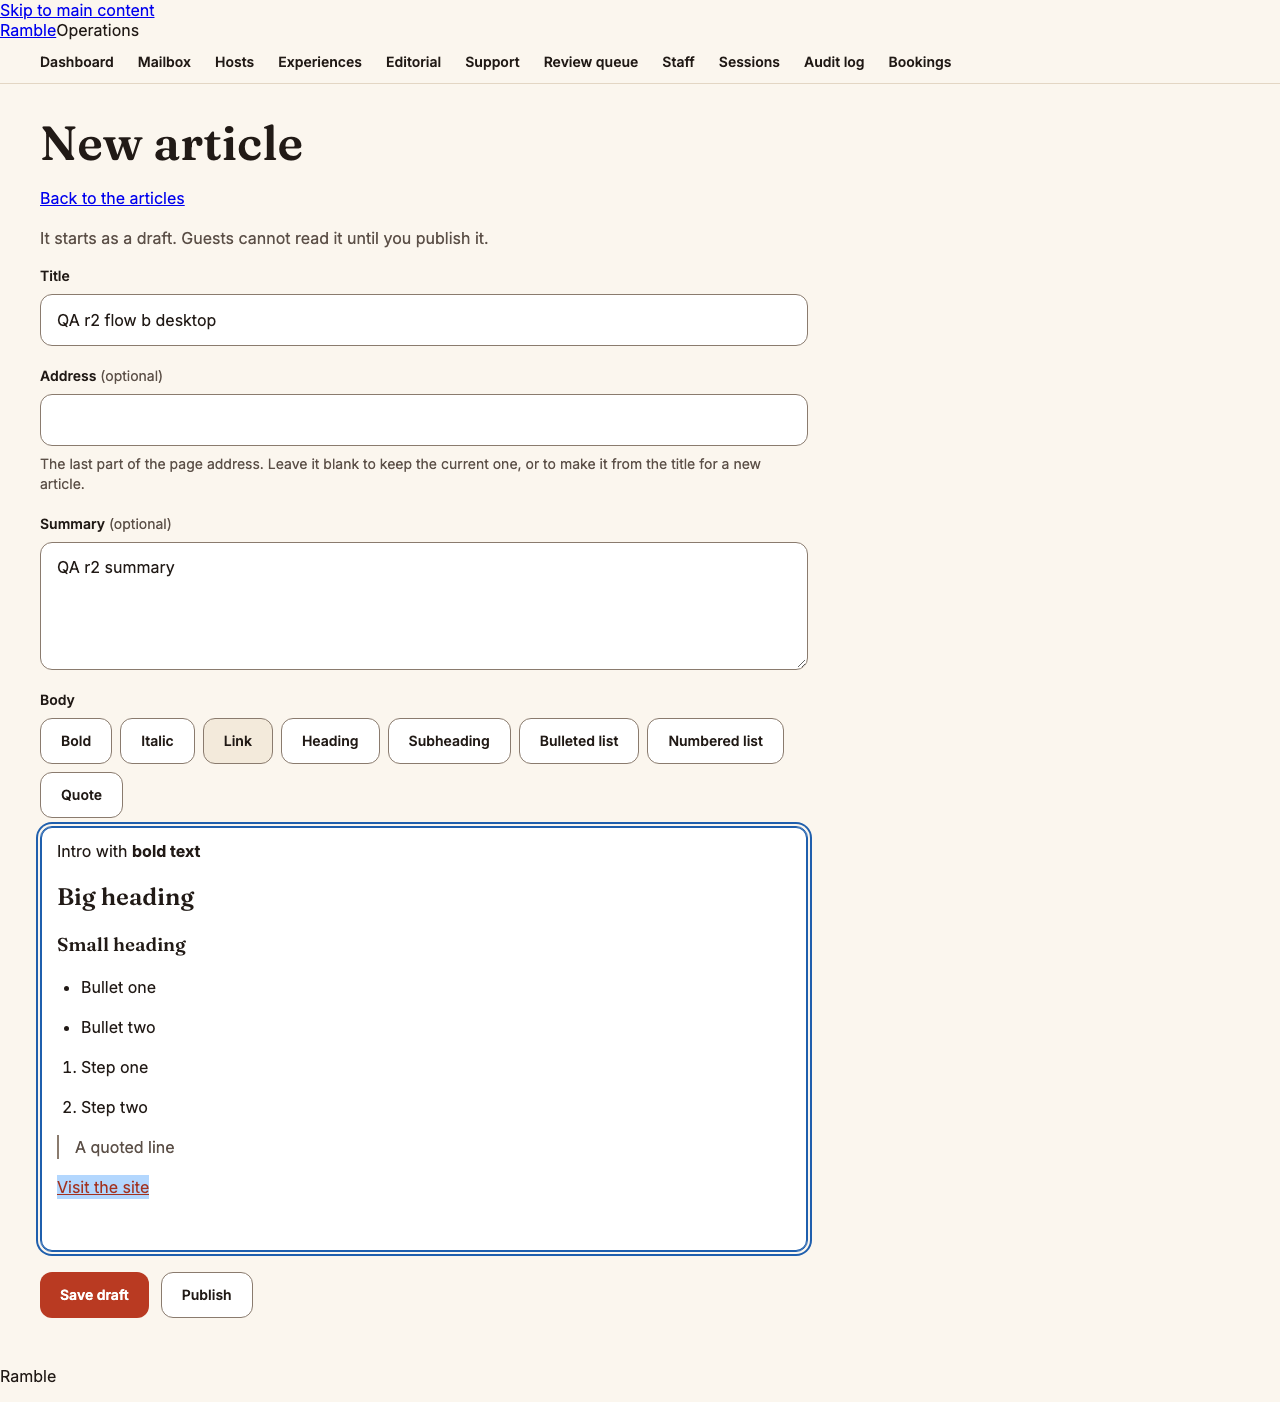 Skip to main content
RambleOperations
Dashboard Mailbox Hosts Experiences Editorial Support Review queue Staff Sessions Audit log Bookings
New article
Back to the articles
It starts as a draft. Guests cannot read it until you publish it.
Title
QA r2 flow b desktop
Address (optional)
The last part of the page address. Leave it blank to keep the current one, or to make it from the title for a new
article.
Summary (optional)
QA r2 summary
Body
Bold Italic Link Heading Subheading Bulleted list Numbered list
Quote
Intro with bold text
Big heading
Small heading
• Bullet one
• Bullet two
1. Step one
2. Step two
A quoted line
Visit the site
Save draft Publish
Ramble